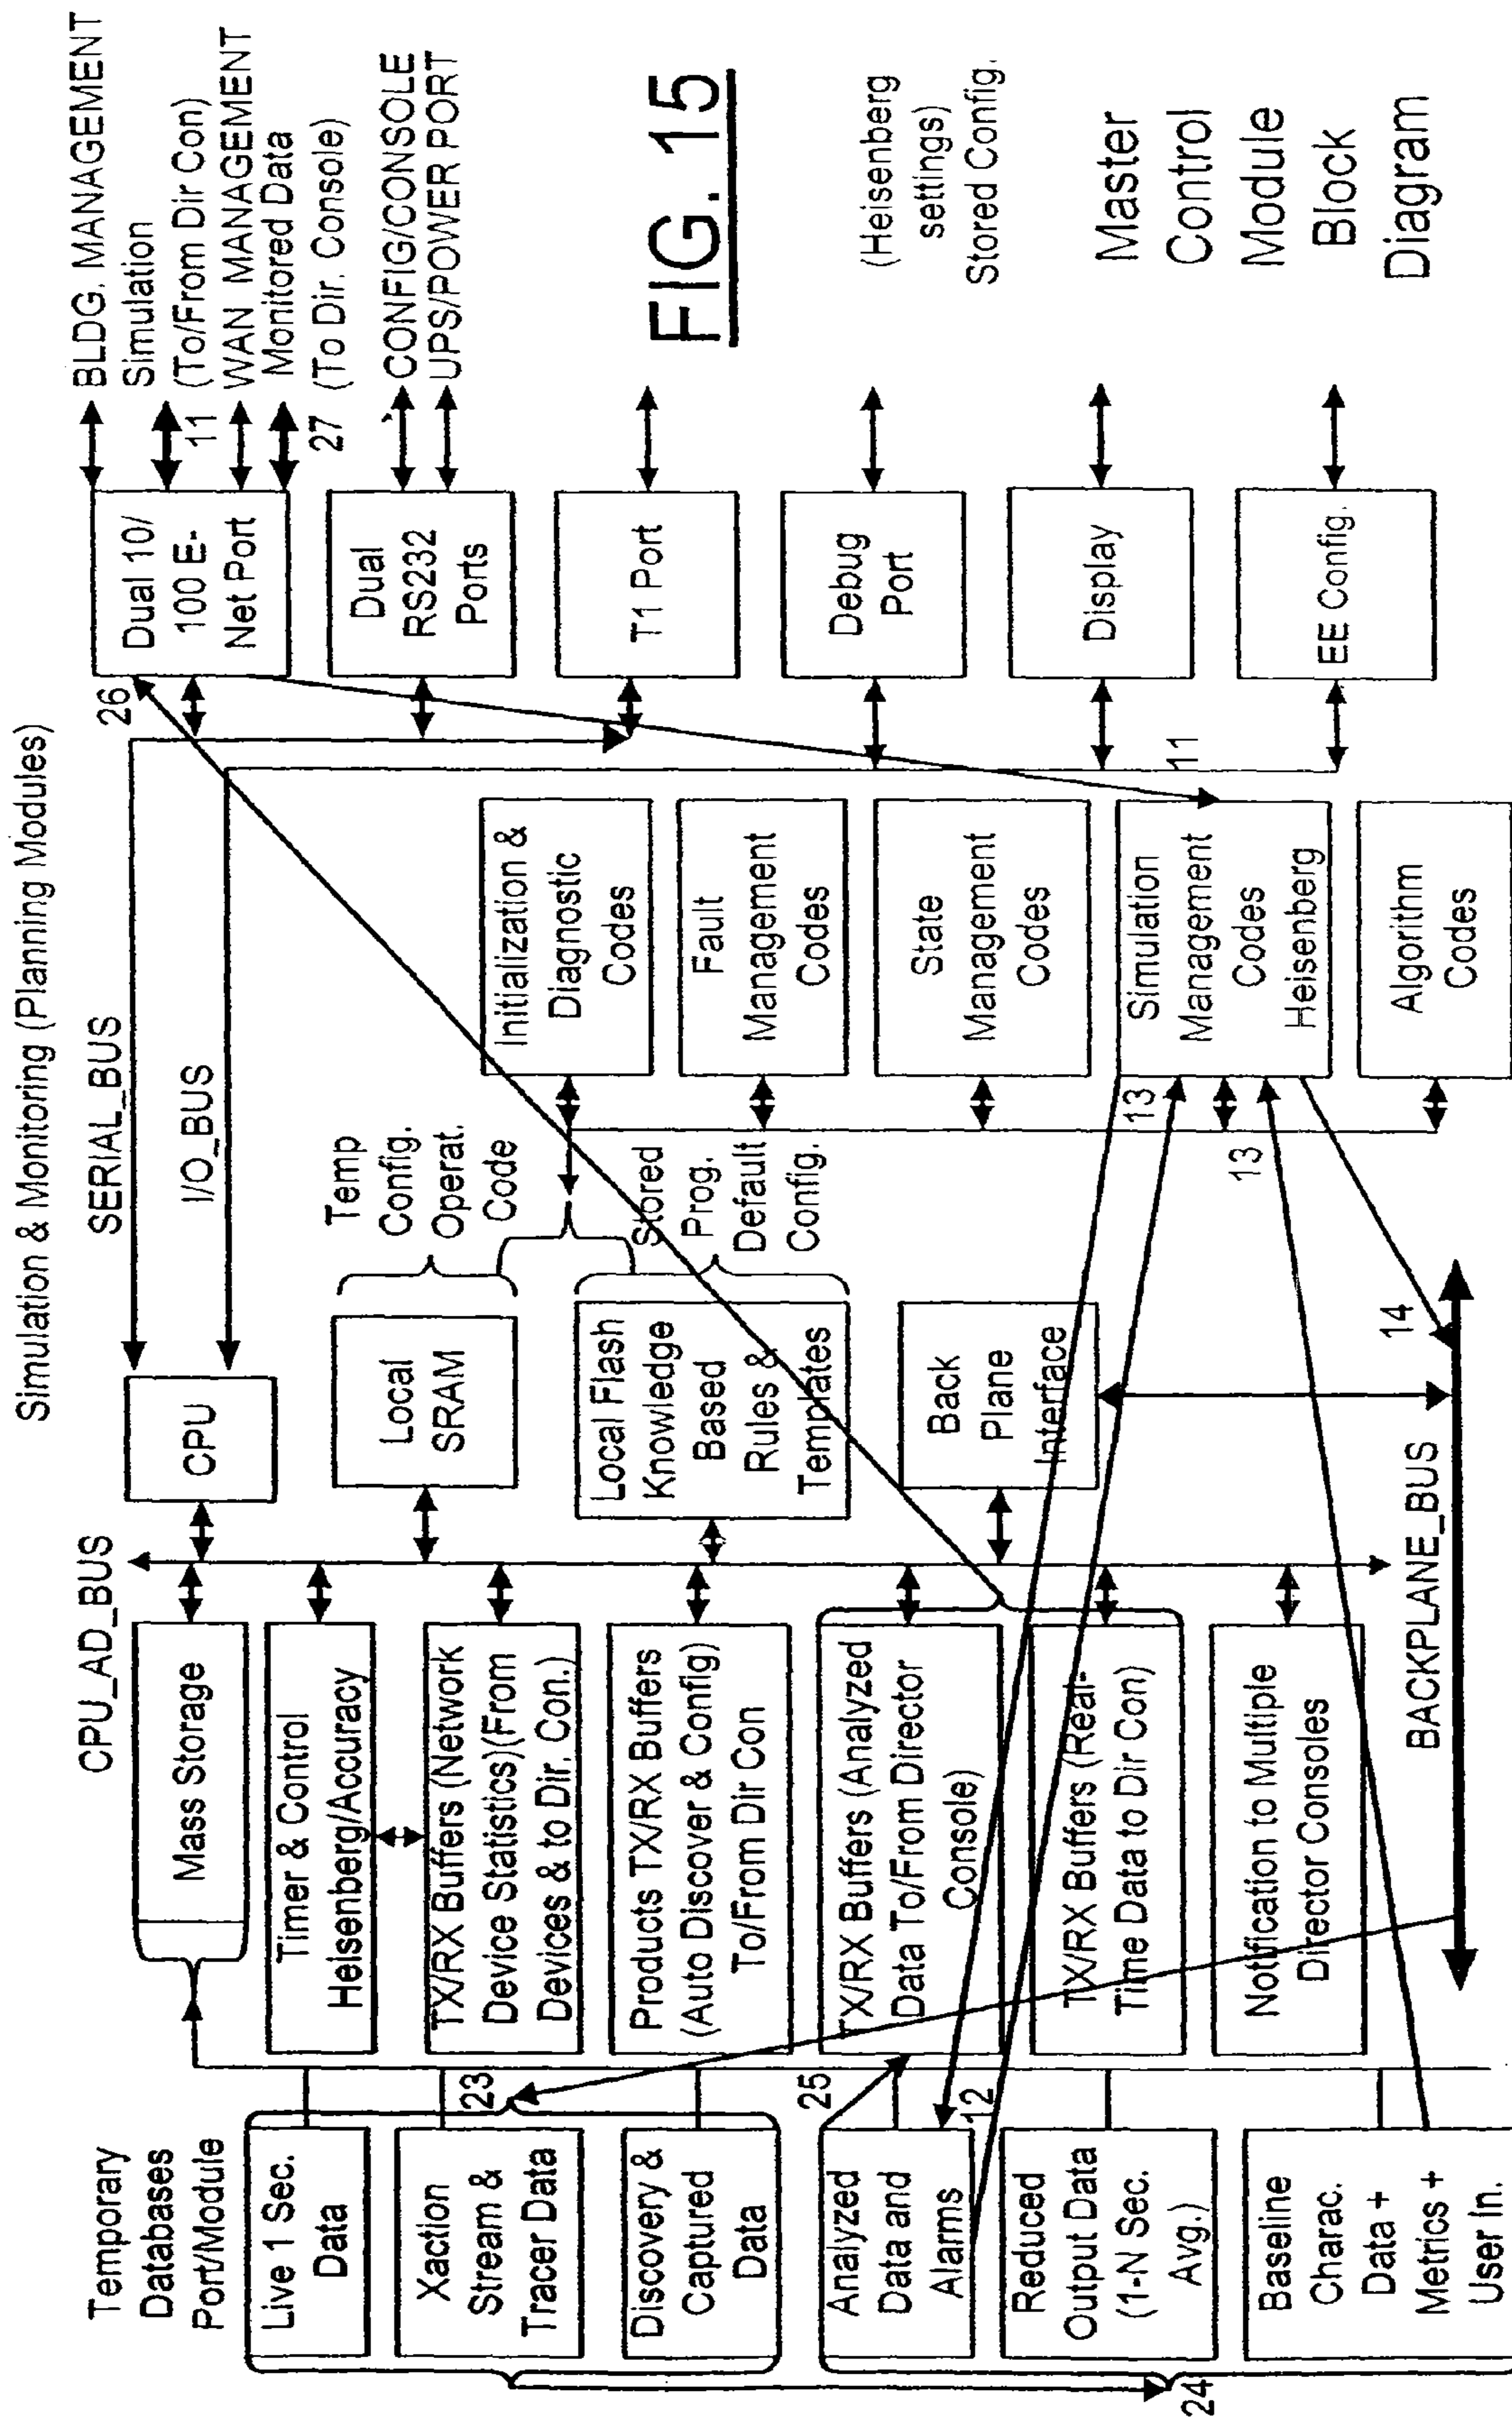 Simulation & Monitoring (Planning Modules)
Temporary
Databases
Port/Module
Live 1 Sec.
Data
Xaction
Stream &
Tracer Data
Discovery &
Captured
Data
Analyzed
Data and
Alarms
Reduced
Output Data
(1-N Sec.
Avg.)
Baseline
Charac.
Data +
Metrics +
User In.
24
23
25
12
CPU_AD_BUS
Mass Storage
Timer & Control
Heisenberg/Accuracy
TX/RX Buffers (Network
Device Statistics)(From
Devices & to Dir. Con.)
Products TX/RX Buffers
(Auto Discover & Config)
To/From Dir Con
TX/RX Buffers (Analyzed
Data To/From Director
Console)
TX/RX Buffers (Real-
Time Data to Dir Con)
Notification to Multiple
Director Consoles
BACKPLANE_BUS
14
CPU
Local
SRAM
Local Flash
Knowledge
Based
Rules &
Templates
Back
Plane
Interface
SERIAL_BUS
I/O_BUS
Temp
Config.
Operat.
Code
Stored
Prog.
Default
Config.
13
13
Initialization &
Diagnostic
Codes
Fault
Management
Codes
State
Management
Codes
Simulation
Management
Codes
Heisenberg
Algorithm
Codes
11
26
Dual 10/
100 E-
Net Port
Dual
RS232
Ports
T1 Port
Debug
Port
Display
EE Config.
BLDG. MANAGEMENT
Simulation
11 (To/From Dir Con)
WAN MANAGEMENT
Monitored Data
27 (To Dir. Console)
CONFIG/CONSOLE
UPS/POWER PORT
FIG. 15
(Heisenberg
settings)
Stored Config.
Master
Control
Module
Block
Diagram